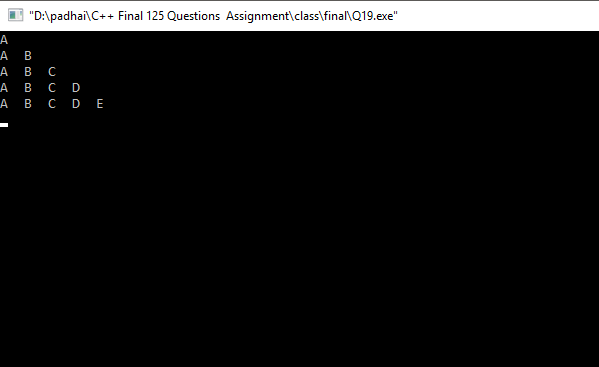 "D:\padhai\C++ Final 125 Questions  Assignment\class\final\Q19.exe"
A
A  B
A  B  C
A  B  C  D
A  B  C  D  E